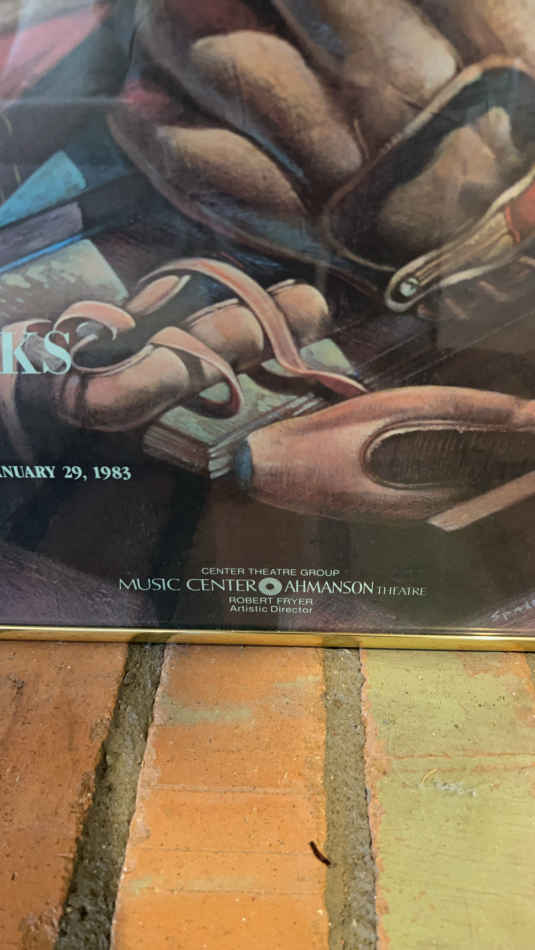 KS
ANUARY 29, 1983
CENTER THEATRE GROUP
MUSIC CENTER AHMANSON THEATRE
ROBERT FRYER
Artistic Director